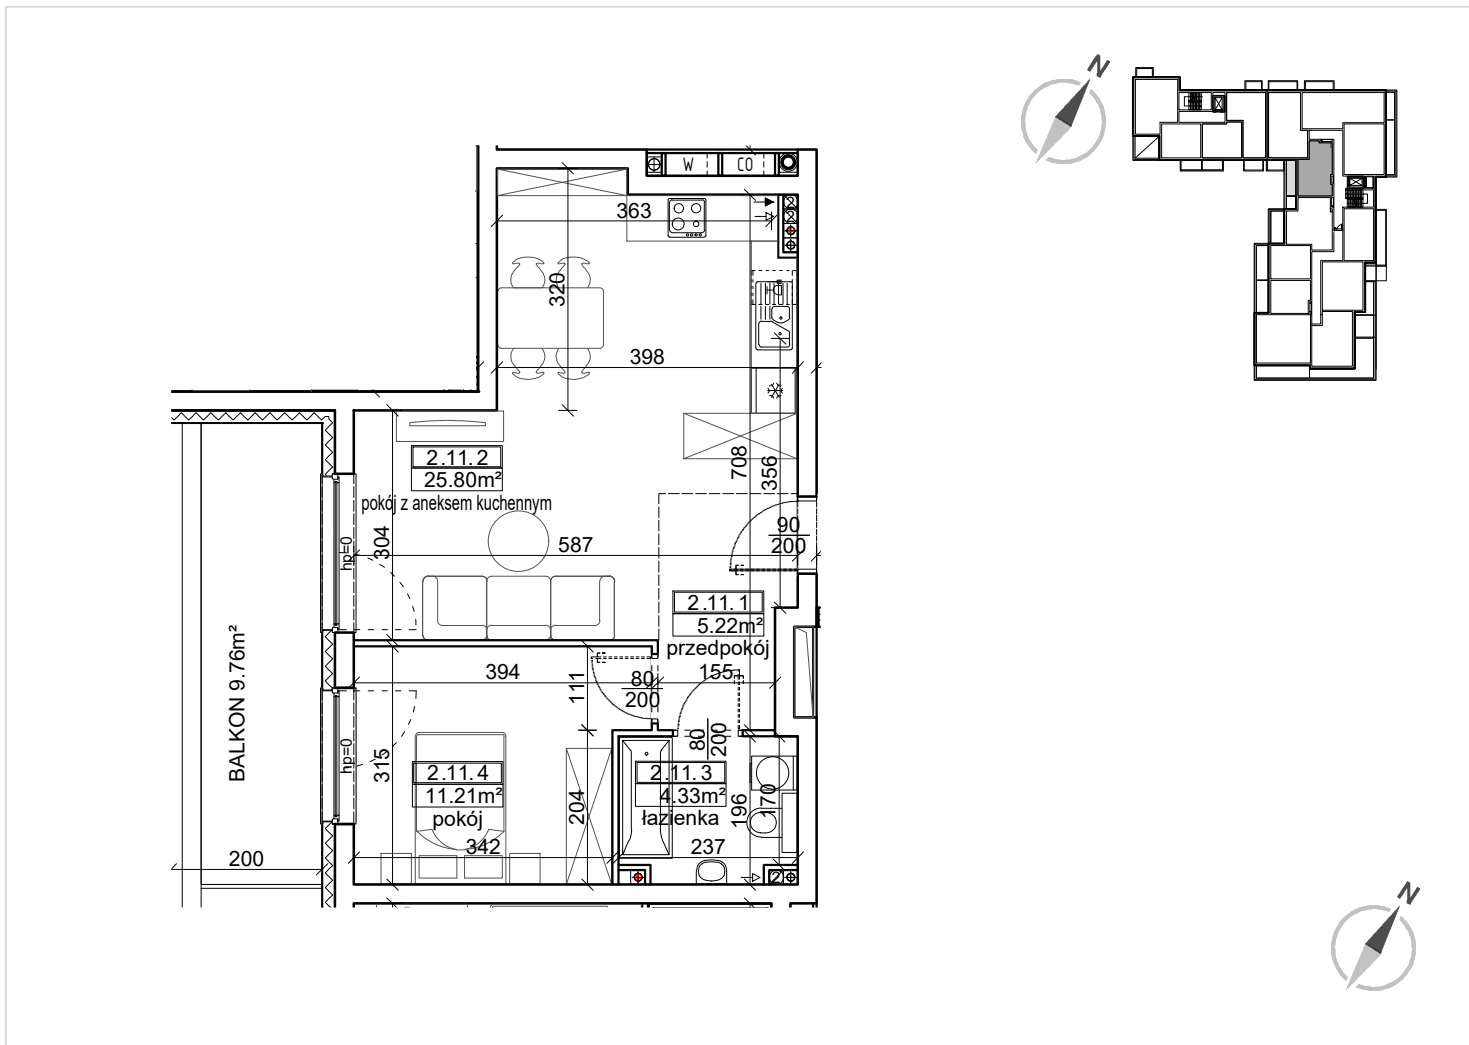 N
W
CO
2
2
363
320
398
2.11.2
25.80m²
pokój z aneksem kuchennym
708
356
304
hp=0
587
90
200
2.11.1
5.22m²
przedpokój
394
111
80
200
155
80
200
BALKON 9.76m²
hp=0
315
2.11.4
11.21m²
pokój
204
2.11.3
4.33m²
łazienka
196
170
342
237
200
2
N